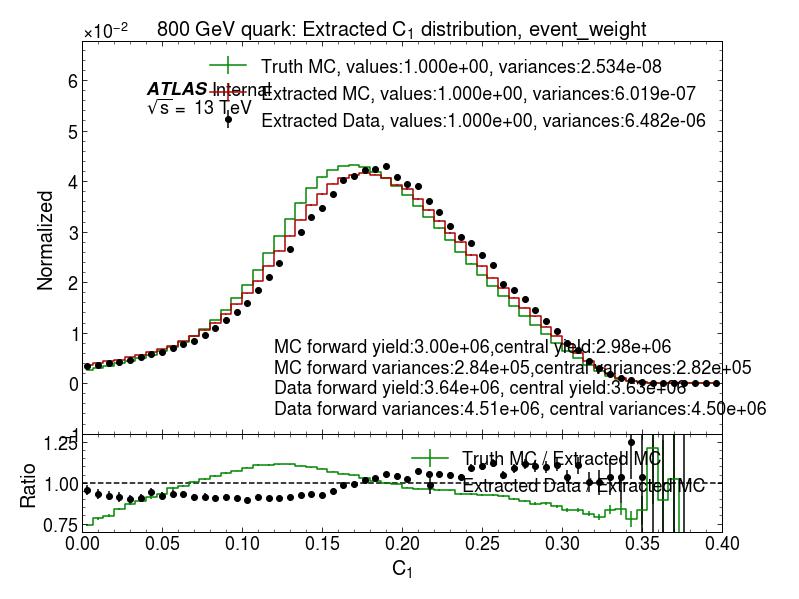 ×10⁻² 800 GeV quark: Extracted C₁ distribution, event_weight
Truth MC, values:1.000e+00, variances:2.534e-08
ATLAS Internal
Extracted MC, values:1.000e+00, variances:6.019e-07
√s = 13 TeV
Extracted Data, values:1.000e+00, variances:6.482e-06
6
5
4
3
2
1
0
1
Normalized
MC forward yield:3.00e+06,central yield:2.98e+06
MC forward variances:2.84e+05,central variances:2.82e+05
Data forward yield:3.64e+06, central yield:3.63e+06
Data forward variances:4.51e+06, central variances:4.50e+06
1.25
1.00
0.75
Ratio
Truth MC / Extracted MC
Extracted Data / Extracted MC
0.00 0.05 0.10 0.15 0.20 0.25 0.30 0.35 0.40
C₁